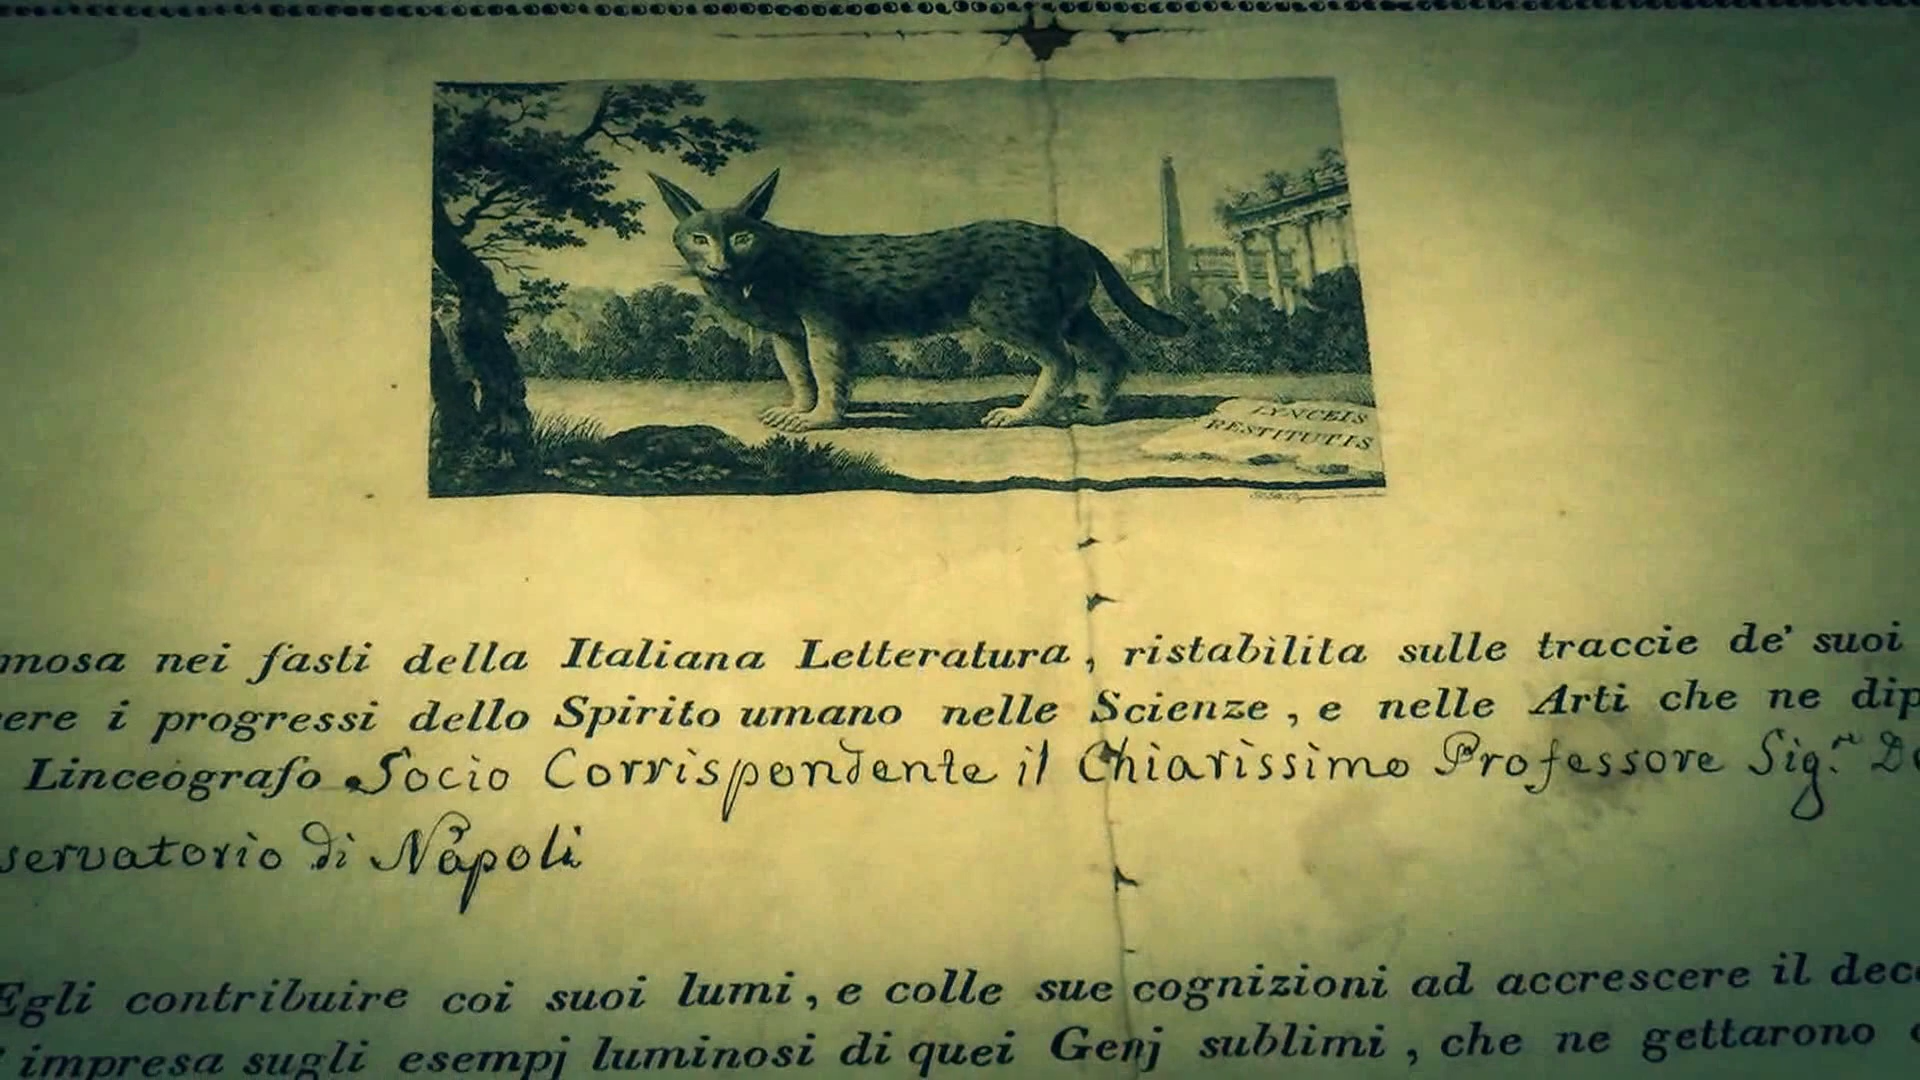 LYNCEIS
RESTITUTIS
mosa nei fasti della Italiana Letteratura, ristabilita sulle traccie de' suoi
ere i progressi dello Spirito umano nelle Scienze, e nelle Arti che ne dip
Linceografo Socio Corrispondente il Chiarissimo Professore Sig.r D
servatorio di Napoli
Egli contribuire coi suoi lumi, e colle sue cognizioni ad accrescere il dec
impresa sugli esempj luminosi di quei Genj sublimi, che ne gettarono